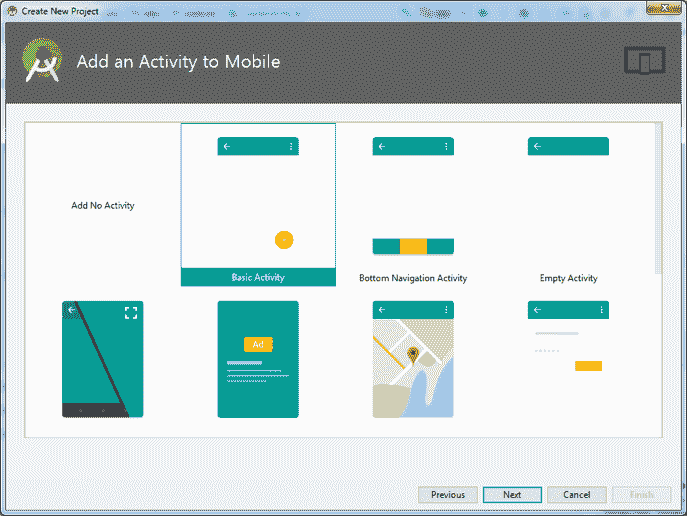 Create New Project
Add an Activity to Mobile
Add No Activity
Basic Activity
Bottom Navigation Activity
Empty Activity
Ad
Previous
Next
Cancel
Finish